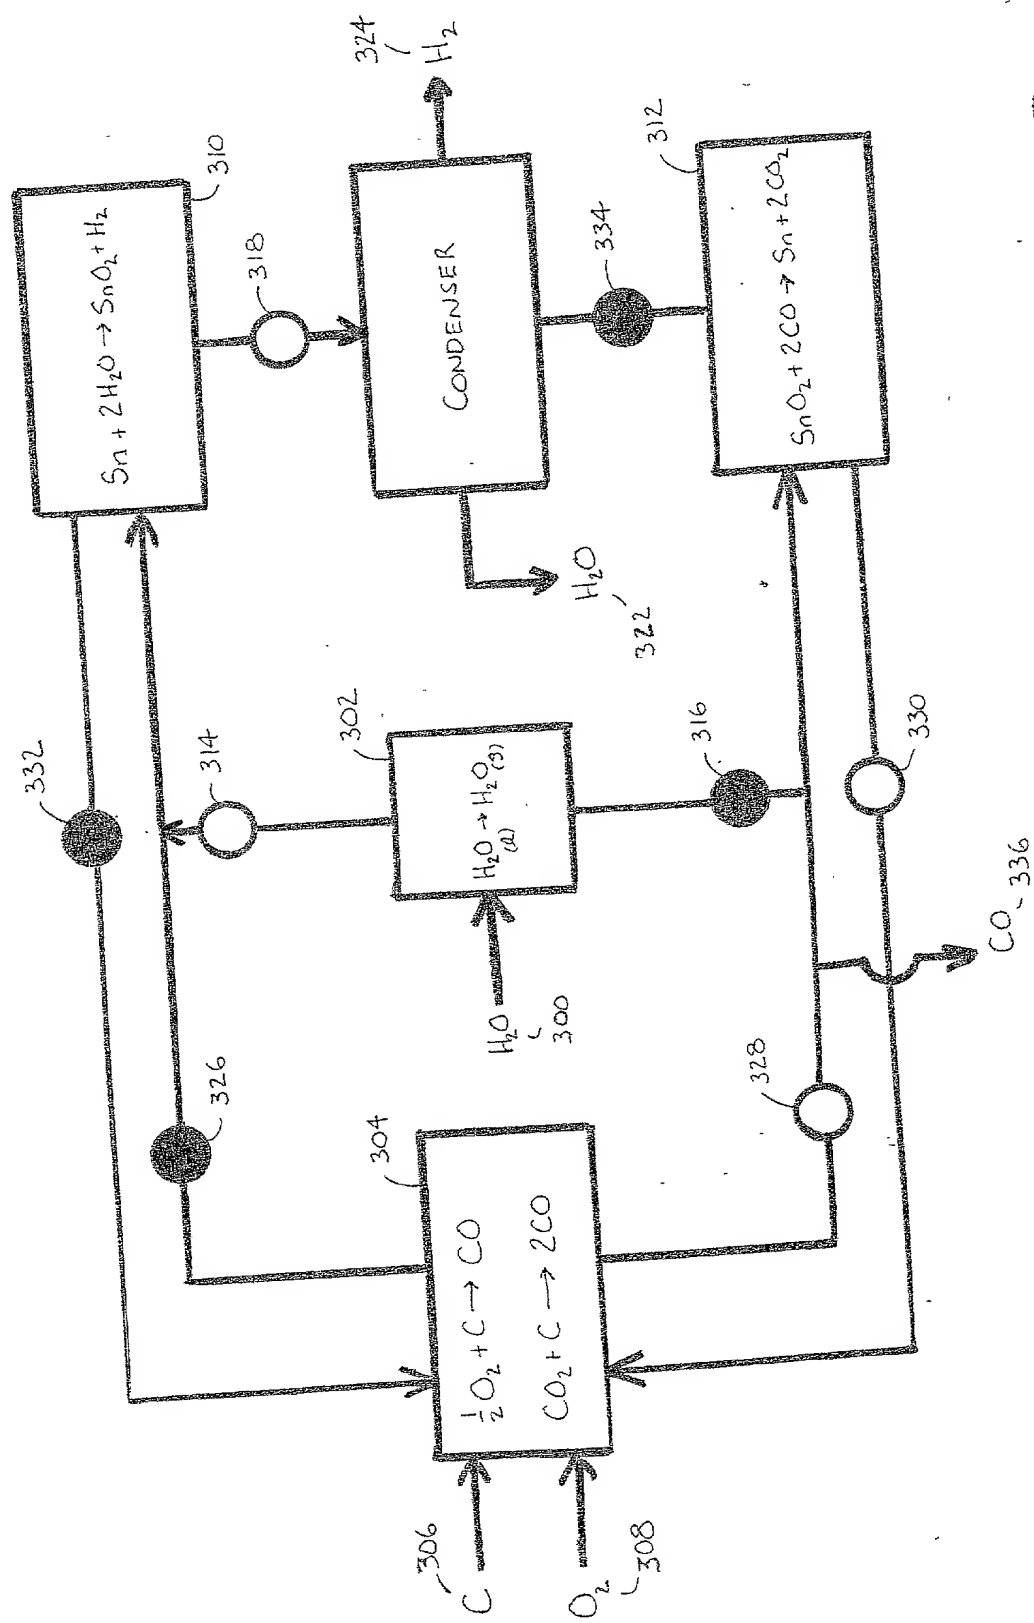 310
Sn + 2H₂O → SnO₂ + H₂
332
318
324
H₂
326
314
302
H₂O(l) → H₂O(g)
CONDENSER
304
½O₂ + C → CO
CO₂ + C → 2CO
306
C
O₂
308
H₂O
300
H₂O
322
334
316
312
SnO₂ + 2CO → Sn + 2CO₂
328
330
CO
336